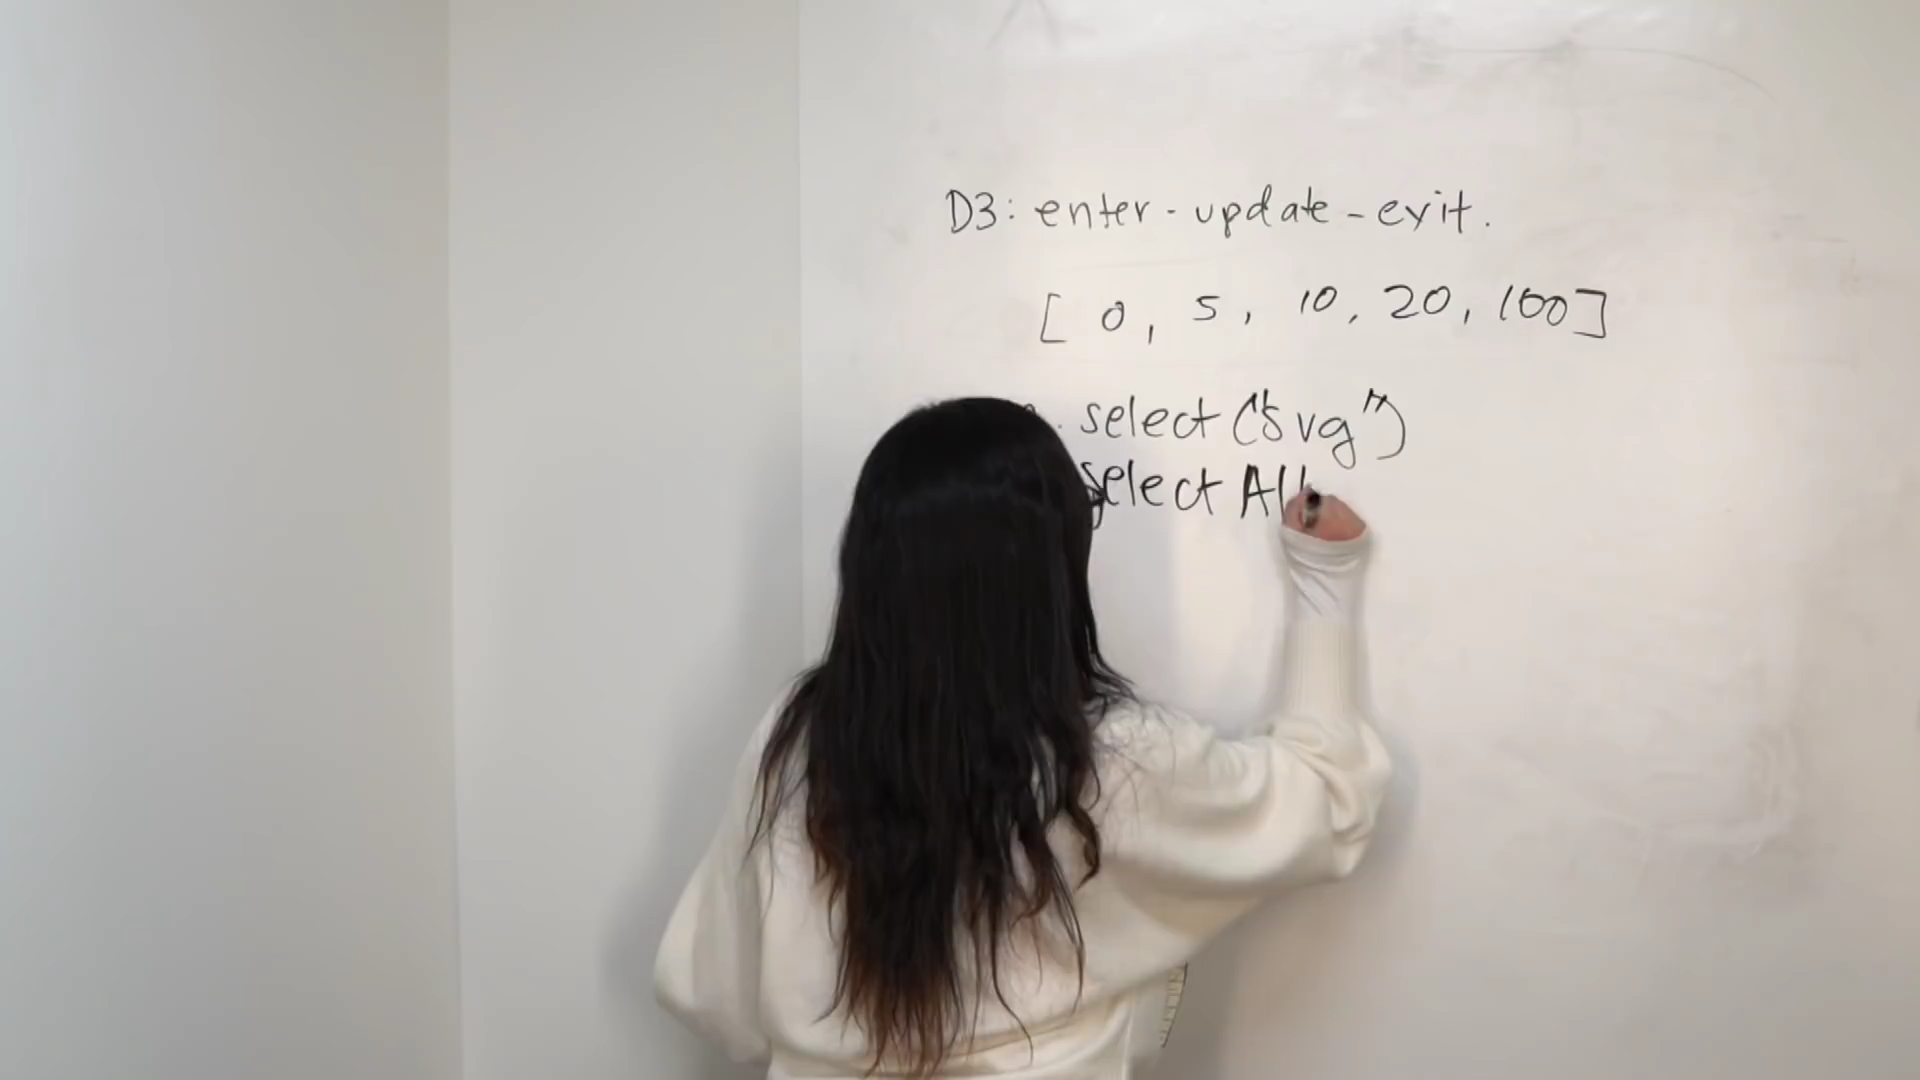 D3: enter - update - exit.
[ 0, 5, 10, 20, 100]
. select ("svg")
select All